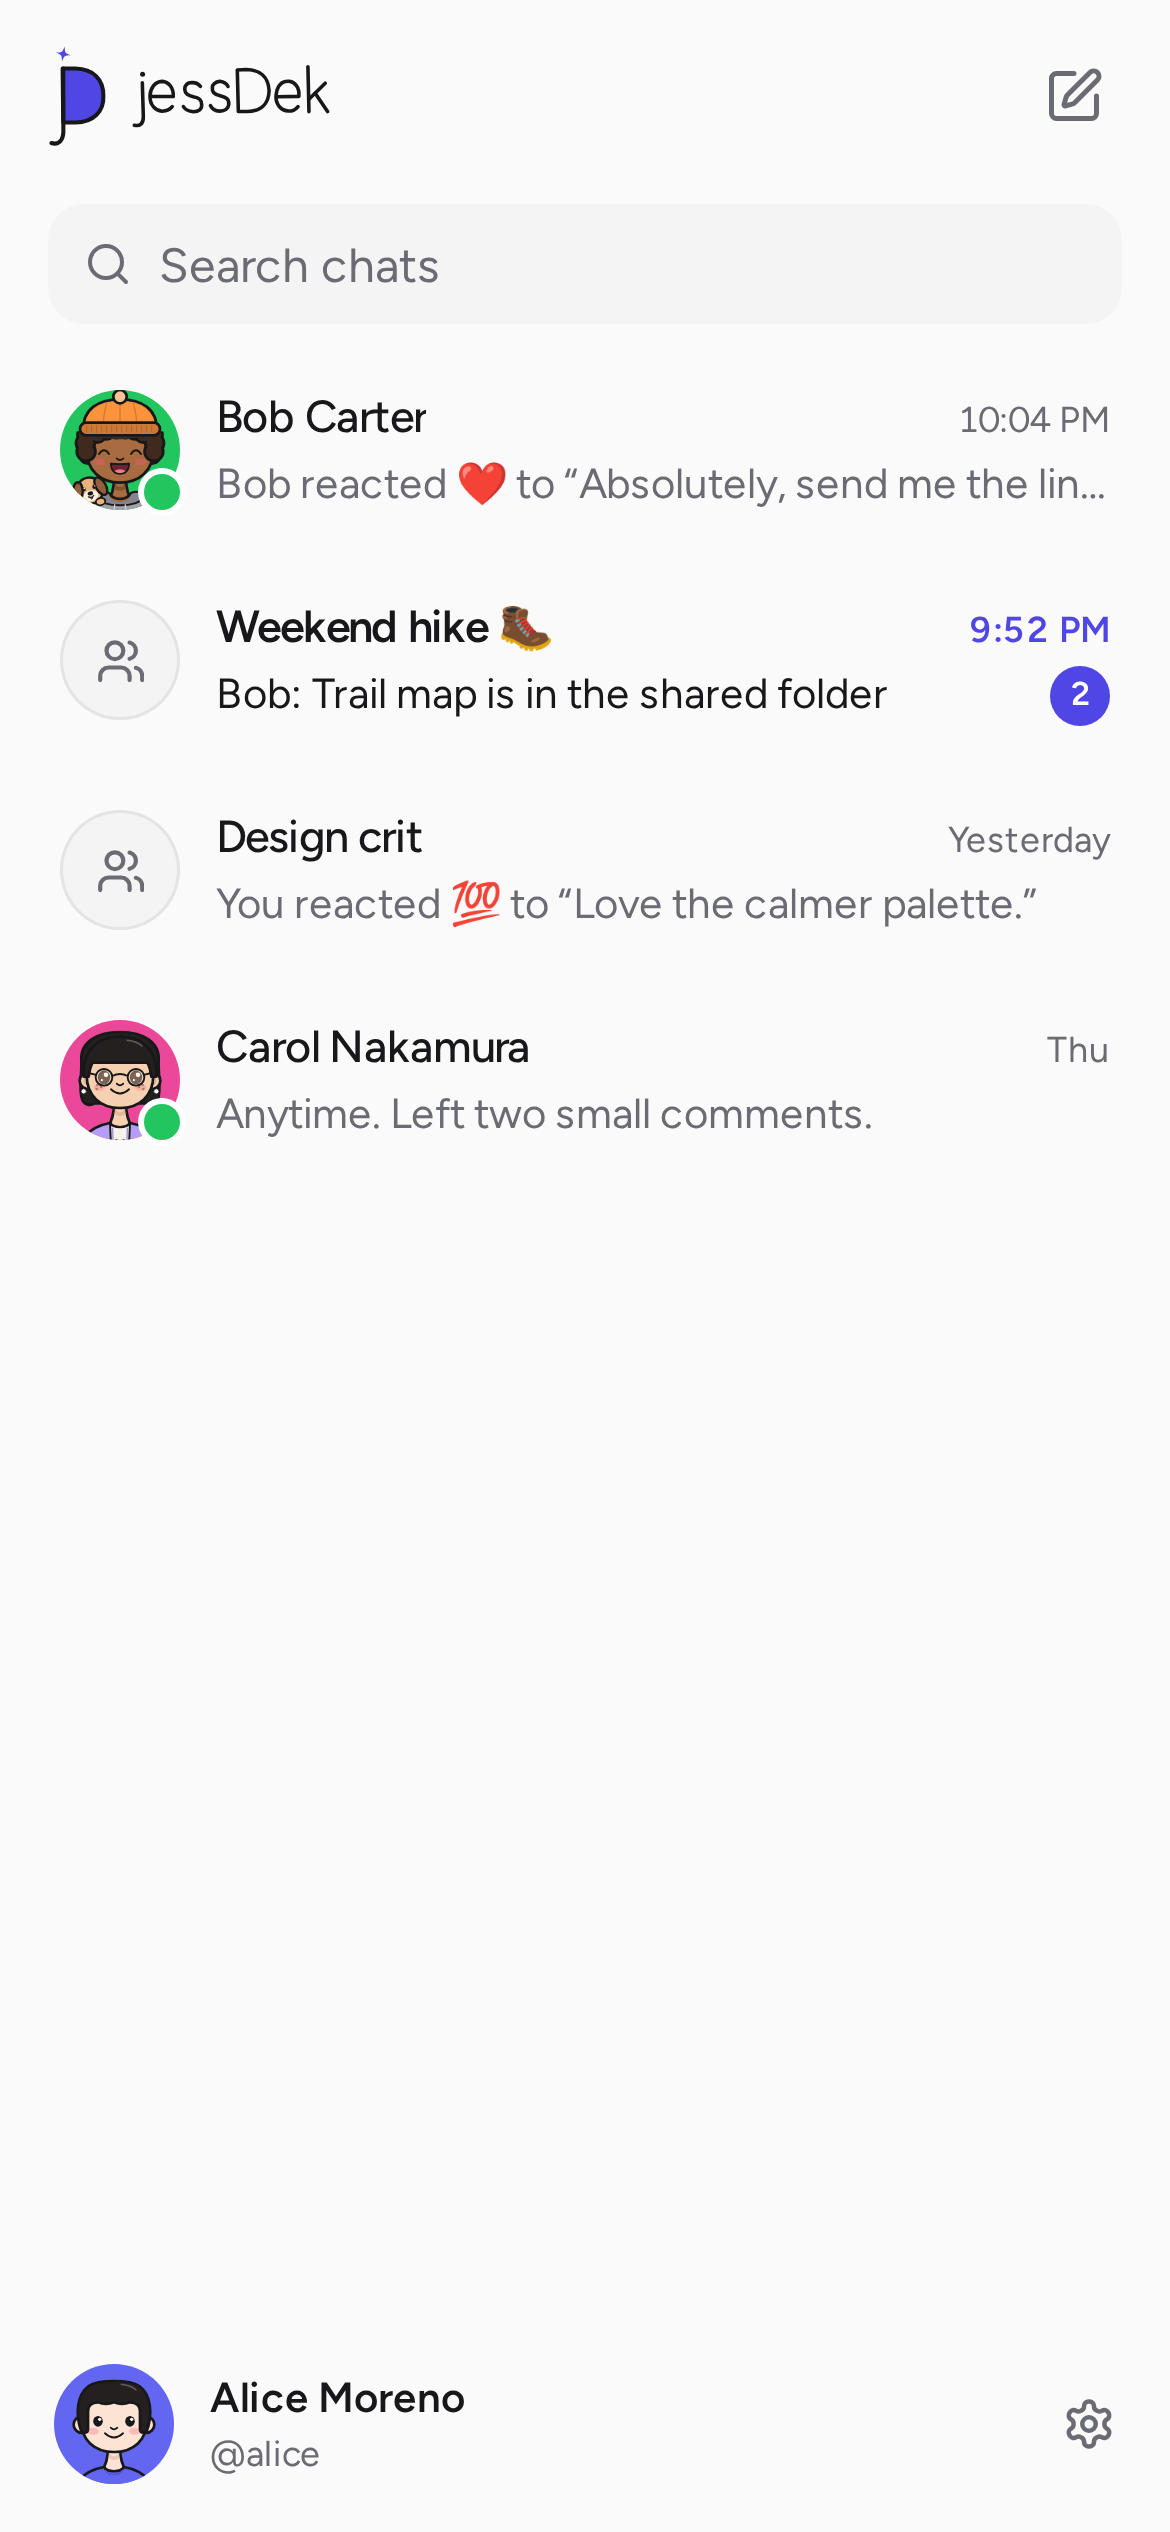 jessDek
Search chats
Bob Carter
10:04 PM
Bob reacted ❤️ to “Absolutely, send me the lin...
Weekend hike 🥾
9:52 PM
Bob: Trail map is in the shared folder
2
Design crit
Yesterday
You reacted 💯 to “Love the calmer palette.”
Carol Nakamura
Thu
Anytime. Left two small comments.
Alice Moreno
@alice